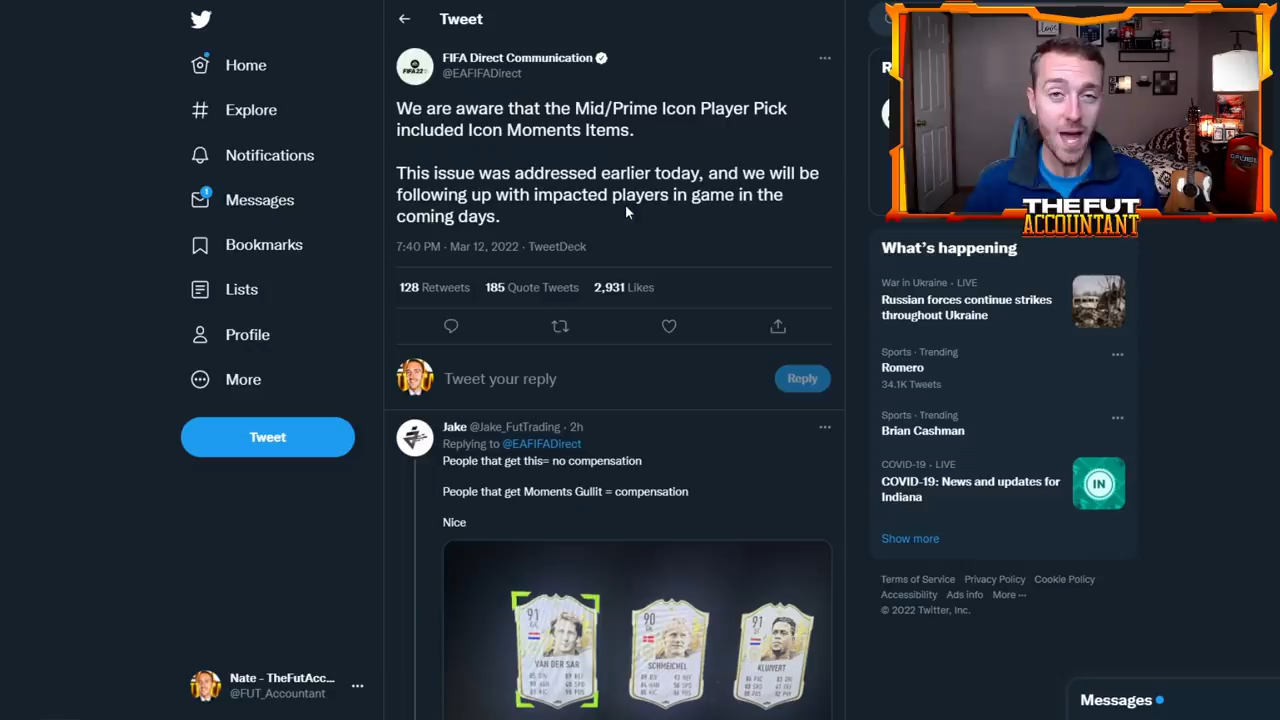 Home
Explore
Notifications
1
Messages
Bookmarks
Lists
Profile
More
Tweet
Nate - TheFutAcc...
@FUT_Accountant
Tweet
FIFA Direct Communication
@EAFIFADirect
We are aware that the Mid/Prime Icon Player Pick
included Icon Moments Items.
This issue was addressed earlier today, and we will be
following up with impacted players in game in the
coming days.
7:40 PM · Mar 12, 2022 · TweetDeck
128 Retweets 185 Quote Tweets 2,931 Likes
Tweet your reply
Reply
Jake @Jake_FutTrading · 2h
Replying to @EAFIFADirect
People that get this= no compensation
People that get Moments Gullit = compensation
Nice
91
VAN DER SAR
90
SCHMEICHEL
91
KLUIVERT
THE FUT
ACCOUNTANT
What's happening
War in Ukraine · LIVE
Russian forces continue strikes
throughout Ukraine
Sports · Trending
Romero
34.1K Tweets
Sports · Trending
Brian Cashman
COVID-19 · LIVE
COVID-19: News and updates for
Indiana
IN
Show more
Terms of Service Privacy Policy Cookie Policy
Accessibility Ads info More ···
© 2022 Twitter, Inc.
Messages